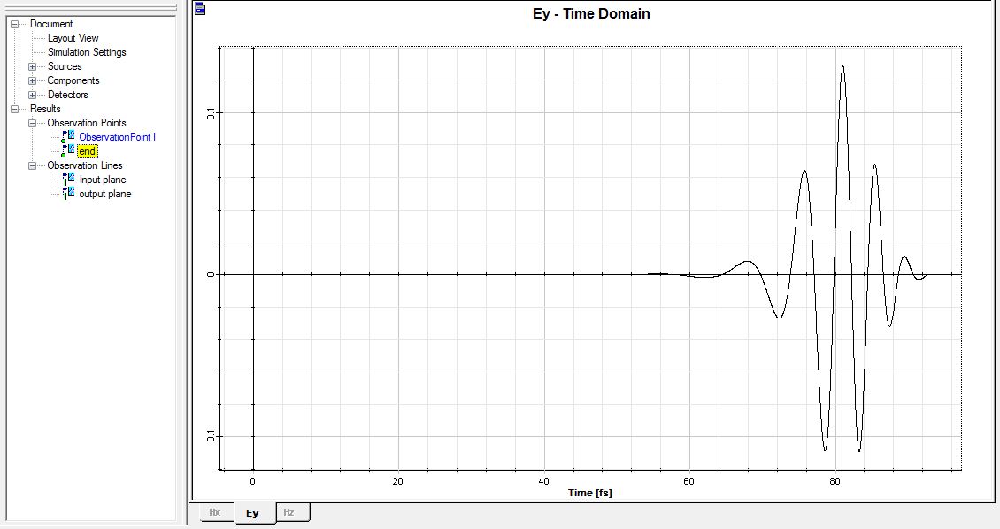 Document
Layout View
Simulation Settings
Sources
Components
Detectors
Results
Observation Points
ObservationPoint1
end
Observation Lines
Input plane
output plane
Ey - Time Domain
0.1
0
-0.1
0 20 40 60 80
Time [fs]
Hx Ey Hz